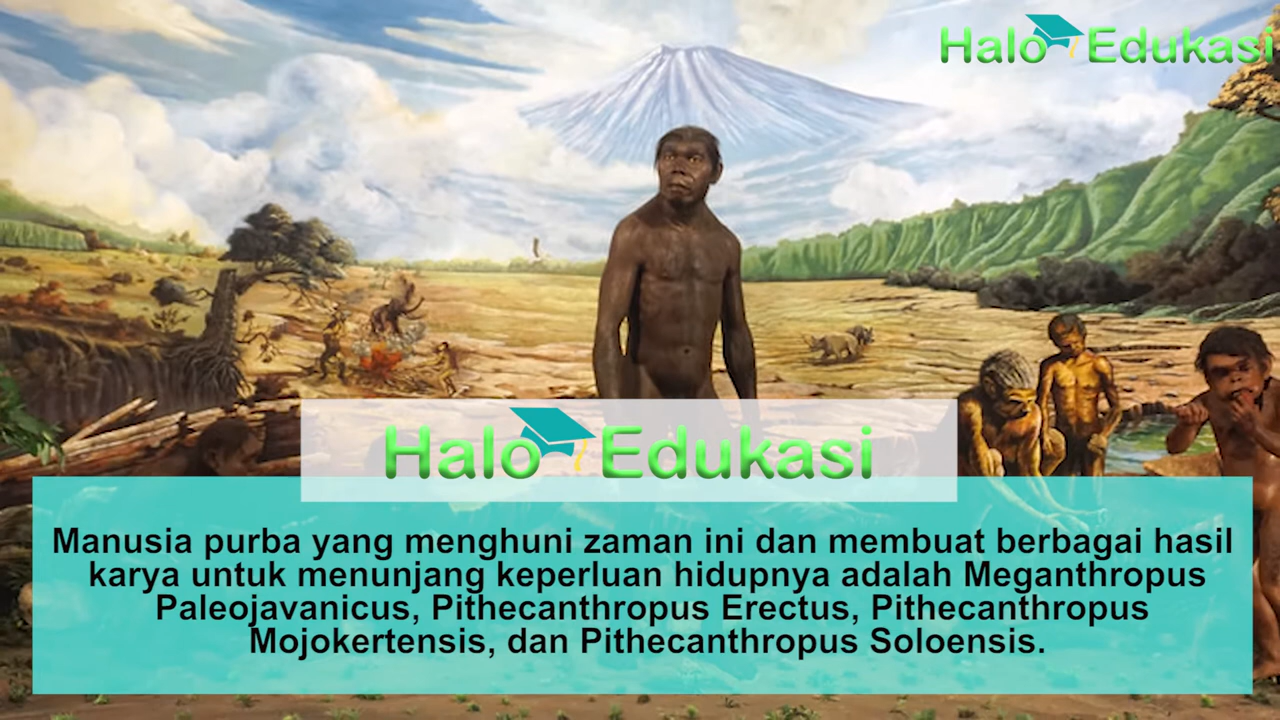 Halo Edukasi
Halo Edukasi
Manusia purba yang menghuni zaman ini dan membuat berbagai hasil
karya untuk menunjang keperluan hidupnya adalah Meganthropus
Paleojavanicus, Pithecanthropus Erectus, Pithecanthropus
Mojokertensis, dan Pithecanthropus Soloensis.